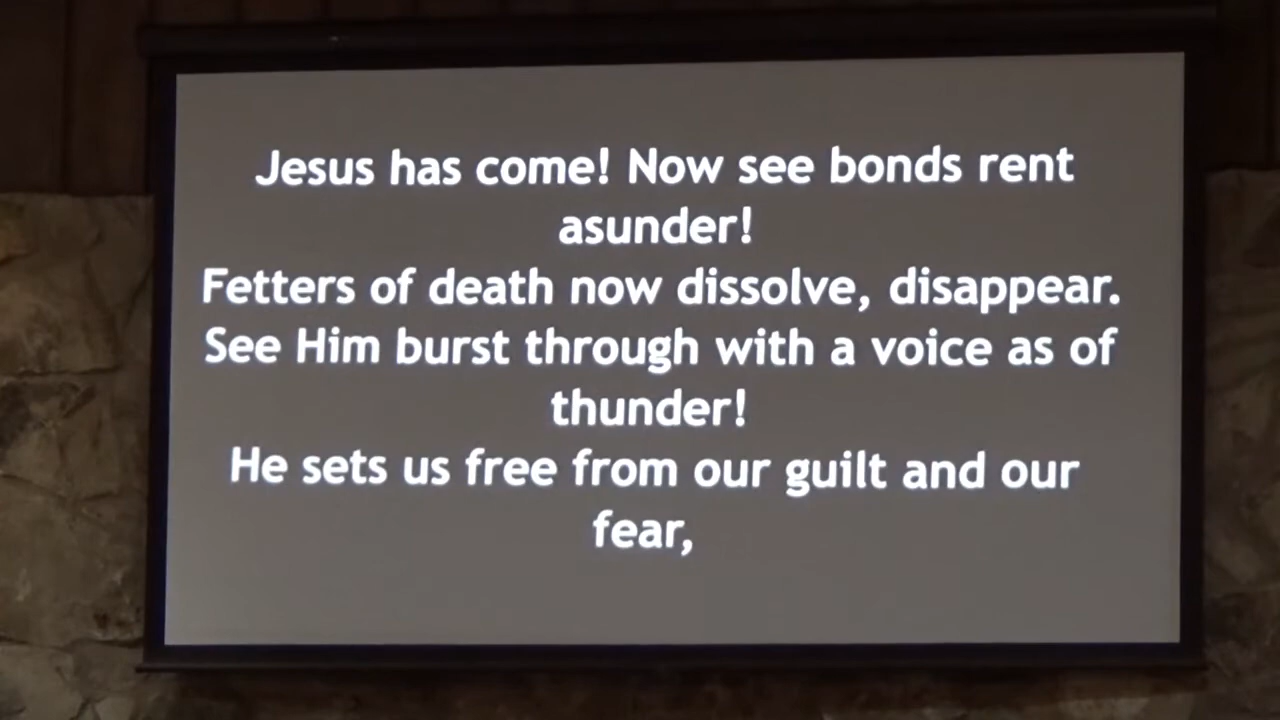 Jesus has come! Now see bonds rent
asunder!
Fetters of death now dissolve, disappear.
See Him burst through with a voice as of
thunder!
He sets us free from our guilt and our
fear,